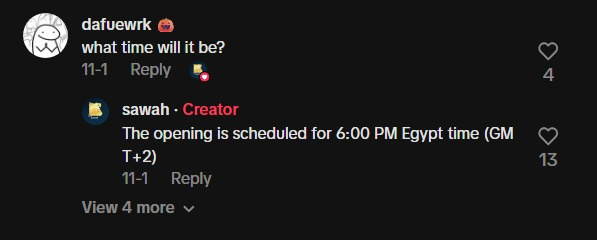 dafuewrk 🎃
what time will it be?
11-1 Reply
4
sawah · Creator
The opening is scheduled for 6:00 PM Egypt time (GM
T+2)
13
11-1 Reply
View 4 more